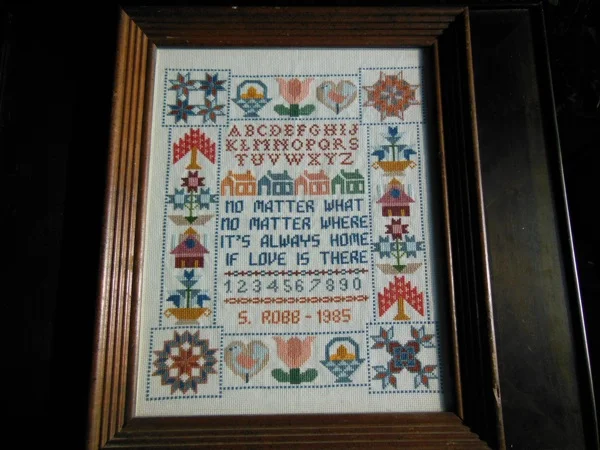 ABCDEFGHIJ
KLMNOPQRS
TUVWXYZ
NO MATTER WHAT
NO MATTER WHERE
IT'S ALWAYS HOME
IF LOVE IS THERE
1234567890
S. ROBB - 1985